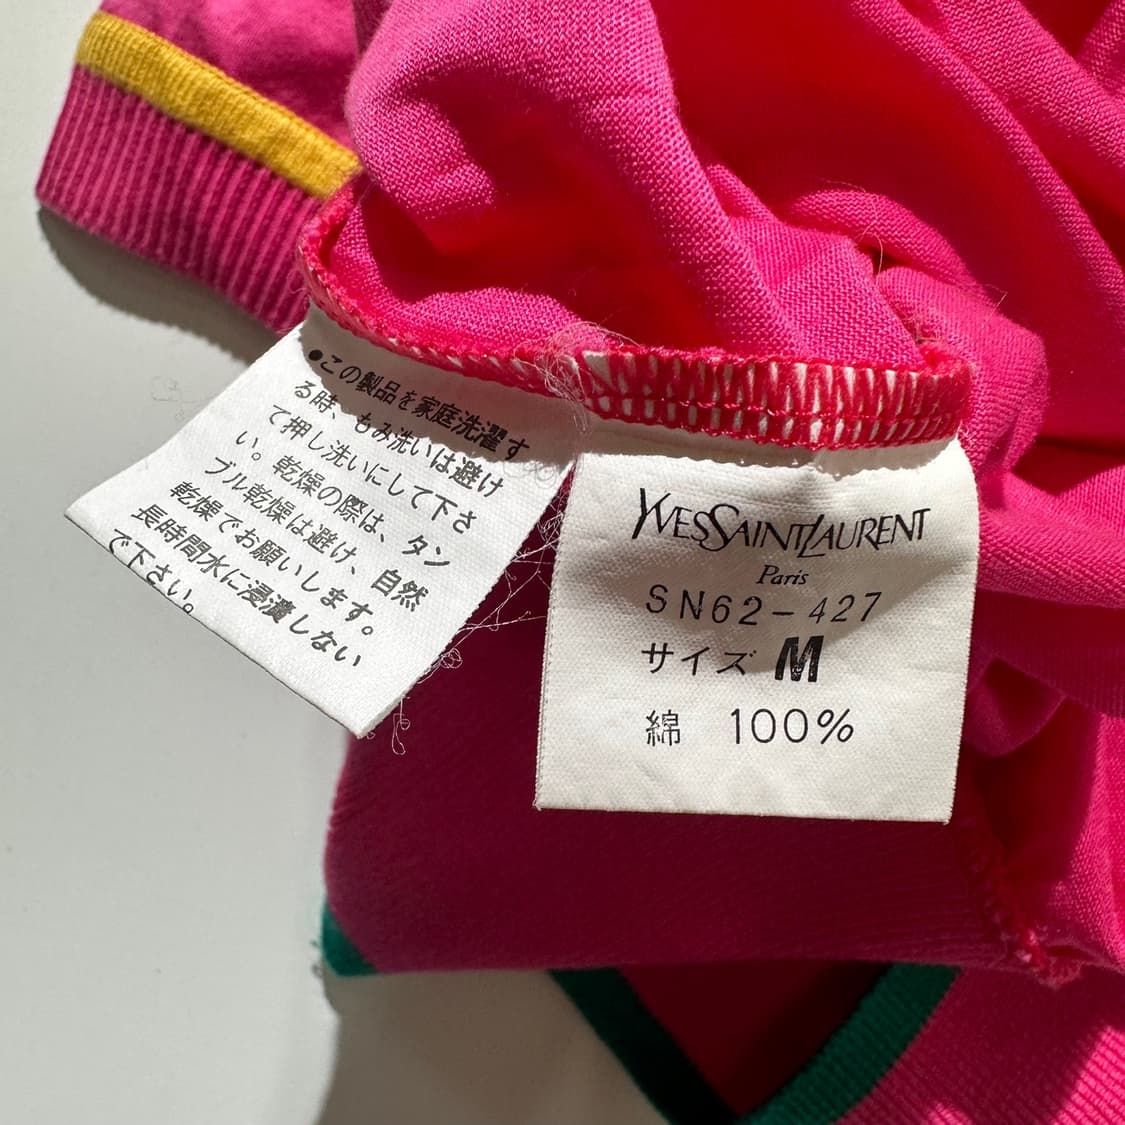 ●この製品を家庭洗濯す
る時、もみ洗いは避け
て押し洗いにして下さ
い。乾燥の際は、タン
ブル乾燥は避け、自然
乾燥でお願いします。
長時間水に浸漬しない
で下さい。
YVESSAINTLAURENT
Paris
SN62-427
サイズ M
綿 100%